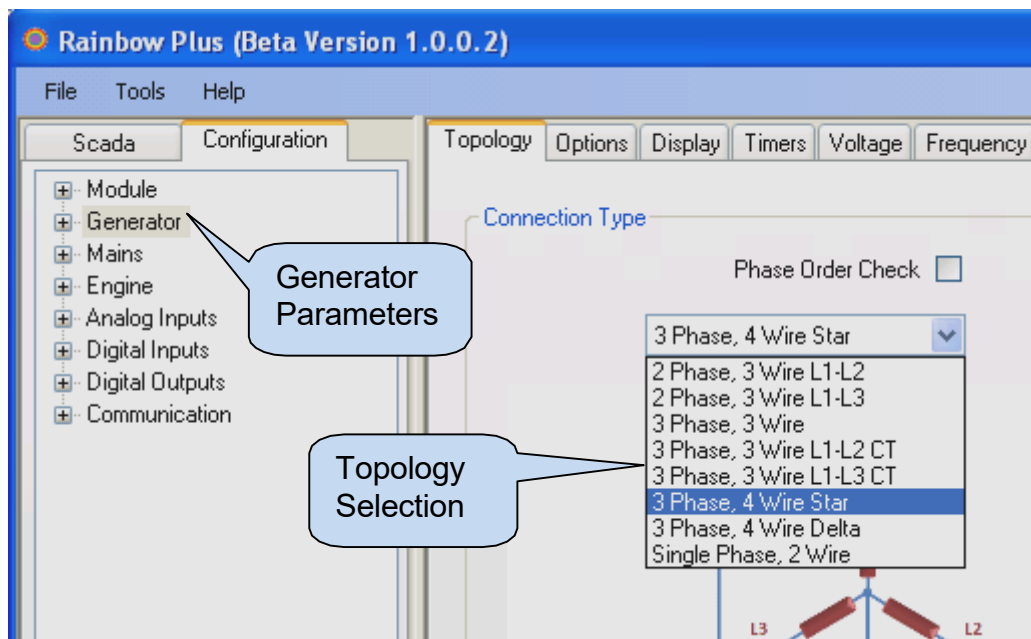 Rainbow Plus (Beta Version 1.0.0.2)
File Tools Help
Scada Configuration
Topology Options Display Timers Voltage Frequency
Module
Generator
Mains
Engine
Analog Inputs
Digital Inputs
Digital Outputs
Communication
Generator
Parameters
Connection Type
Phase Order Check
3 Phase, 4 Wire Star
2 Phase, 3 Wire L1-L2
2 Phase, 3 Wire L1-L3
3 Phase, 3 Wire
3 Phase, 3 Wire L1-L2 CT
3 Phase, 3 Wire L1-L3 CT
3 Phase, 4 Wire Star
3 Phase, 4 Wire Delta
Single Phase, 2 Wire
Topology
Selection
L3 L2